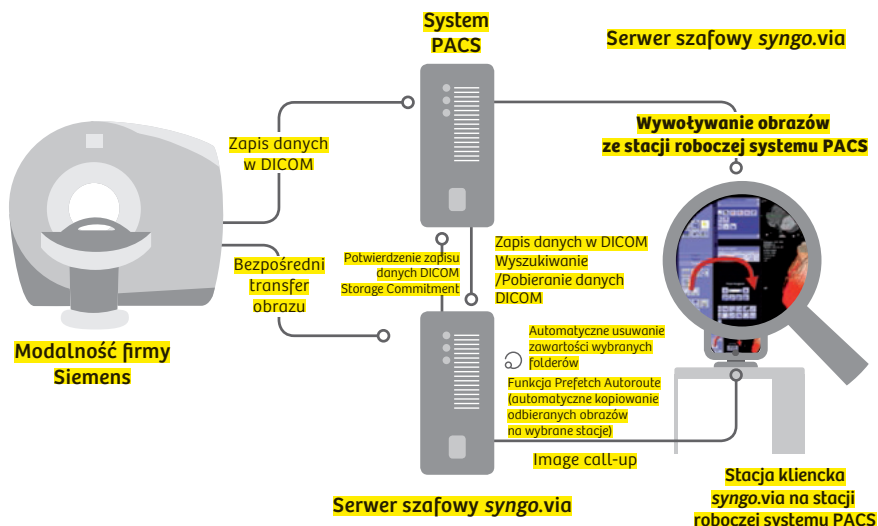 System
PACS
Serwer szafowy syngo.via
Wywoływanie obrazów
ze stacji roboczej systemu PACS
Zapis danych
w DICOM
Bezpośredni
transfer
obrazu
Potwierdzenie zapisu
danych DICOM
Storage Commitment
Zapis danych w DICOM
Wyszukiwanie
/Pobieranie danych
DICOM
Modalność firmy
Siemens
Automatyczne usuwanie
zawartości wybranych
folderów
Funkcja Prefetch Autoroute
(automatyczne kopiowanie
odbieranych obrazów
na wybrane stacje)
Image call-up
Serwer szafowy syngo.via
Stacja kliencka
syngo.via na stacji
roboczej systemu PACS